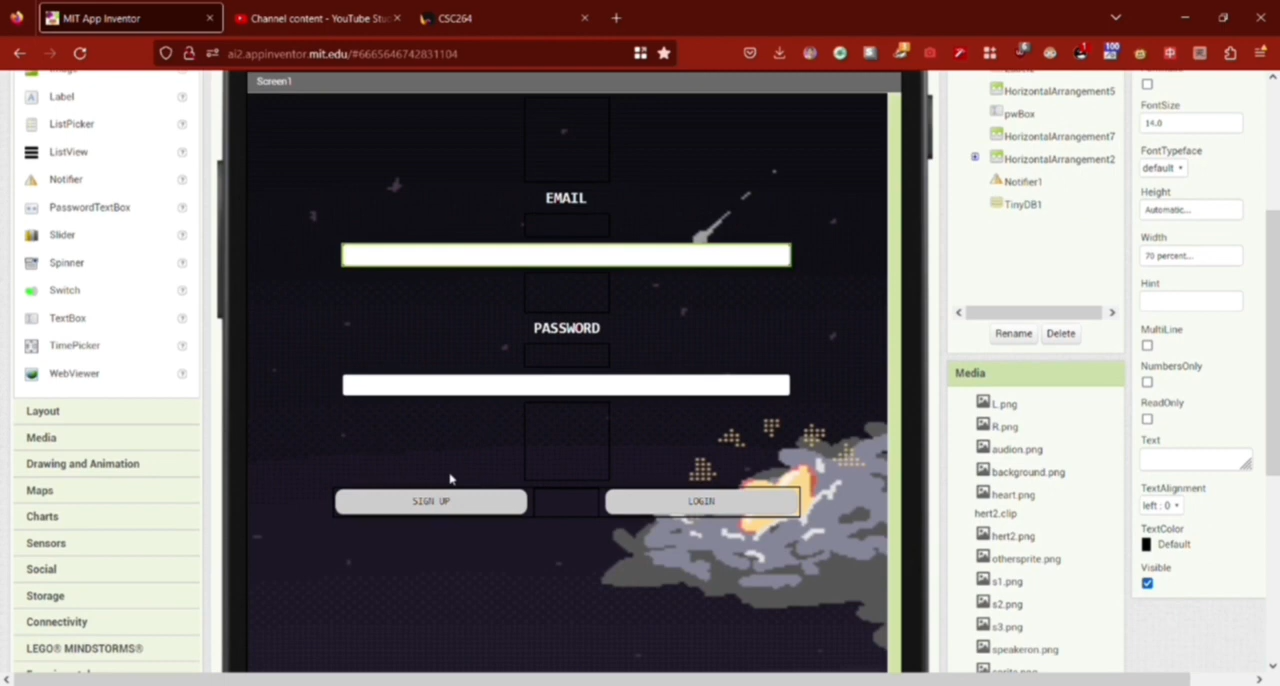 MIT App Inventor
Channel content - YouTube Stu
CSC264
ai2.appinventor.mit.edu/#6665646742831104
100
Label
ListPicker
ListView
Notifier
PasswordTextBox
Slider
Spinner
Switch
TextBox
TimePicker
WebViewer
Layout
Media
Drawing and Animation
Maps
Charts
Sensors
Social
Storage
Connectivity
LEGO® MINDSTORMS®
Screen1
EMAIL
PASSWORD
SIGN UP
LOGIN
HorizontalArrangement5
pwBox
HorizontalArrangement7
HorizontalArrangement2
Notifier1
TinyDB1
Rename
Delete
Media
L.png
R.png
audion.png
background.png
heart.png
hert2.clip
hert2.png
othersprite.png
s1.png
s2.png
s3.png
speakeron.png
FontSize
14.0
FontTypeface
default
Height
Automatic...
Width
70 percent...
Hint
MultiLine
NumbersOnly
ReadOnly
Text
TextAlignment
left : 0
TextColor
Default
Visible